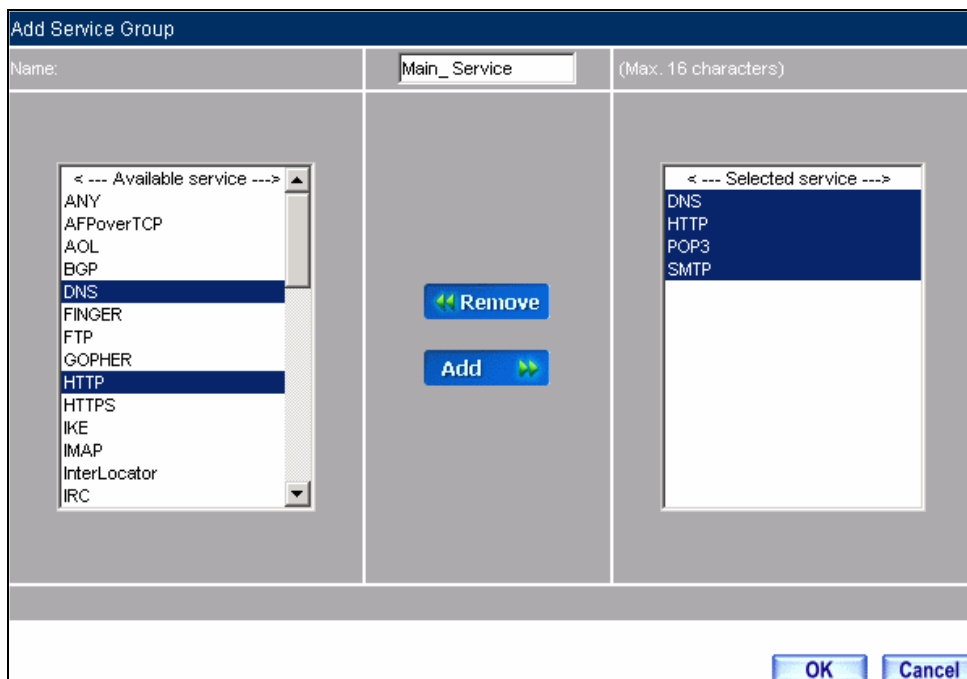 Add Service Group
Name:
Main_ Service
(Max. 16 characters)
< --- Available service --->
ANY
AFPoverTCP
AOL
BGP
DNS
FINGER
FTP
GOPHER
HTTP
HTTPS
IKE
IMAP
InterLocator
IRC
Remove
Add
< --- Selected service --->
DNS
HTTP
POP3
SMTP
OK
Cancel